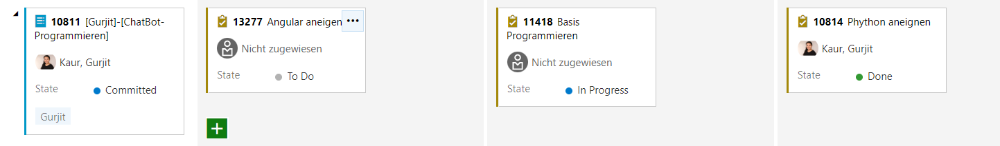 10811 [Gurjit]-[ChatBot-
Programmieren]
Kaur, Gurjit
State Committed
Gurjit
13277 Angular aneigen
Nicht zugewiesen
State To Do
11418 Basis
Programmieren
Nicht zugewiesen
State In Progress
10814 Phython aneignen
Kaur, Gurjit
State Done